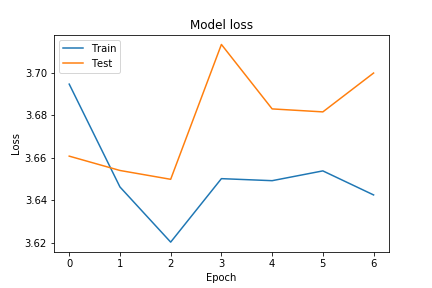 Model loss
Train
Test
3.70
3.68
3.66
3.64
3.62
Loss
0 1 2 3 4 5 6
Epoch